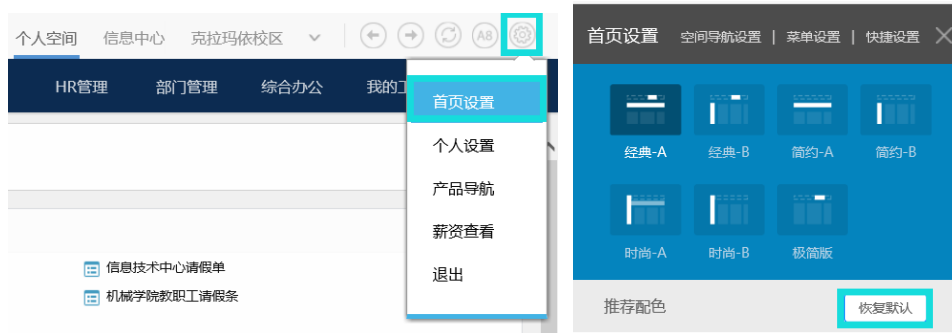 个人空间 信息中心 克拉玛依校区 A8
HR管理 部门管理 综合办公 我的
首页设置
个人设置
产品导航
薪资查看
退出
信息技术中心请假单
机械学院教职工请假条
首页设置 空间导航设置 | 菜单设置 | 快捷设置
经典-A 经典-B 简约-A 简约-B
时尚-A 时尚-B 极简版
推荐配色 恢复默认